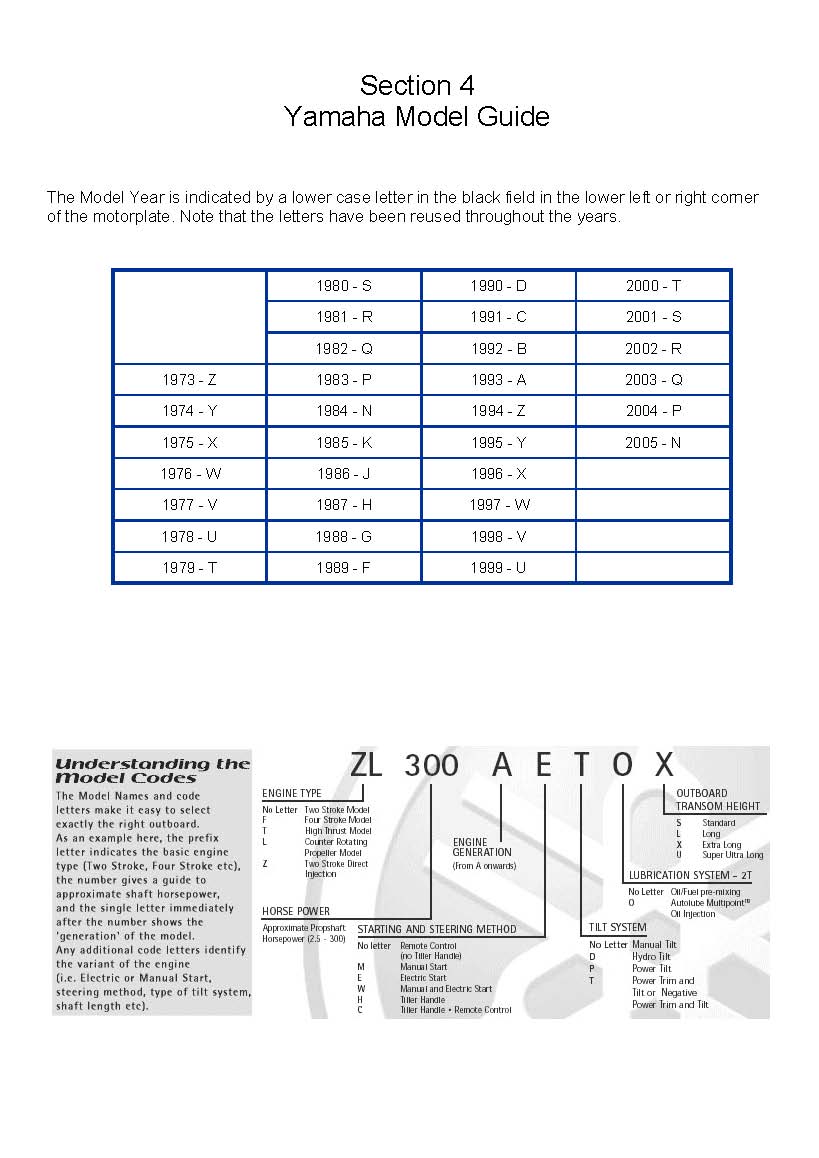 Section 4
Yamaha Model Guide
The Model Year is indicated by a lower case letter in the black field in the lower left or right corner
of the motorplate. Note that the letters have been reused throughout the years.
1980 - S 1990 - D 2000 - T
1981 - R 1991 - C 2001 - S
1982 - Q 1992 - B 2002 - R
1973 - Z 1983 - P 1993 - A 2003 - Q
1974 - Y 1984 - N 1994 - Z 2004 - P
1975 - X 1985 - K 1995 - Y 2005 - N
1976 - W 1986 - J 1996 - X
1977 - V 1987 - H 1997 - W
1978 - U 1988 - G 1998 - V
1979 - T 1989 - F 1999 - U
Understanding the
Model Codes
The Model Names and code
letters make it easy to select
exactly the right outboard.
As an example here, the prefix
letter indicates the basic engine
type (Two Stroke, Four Stroke etc),
the number gives a guide to
approximate shaft horsepower,
and the single letter immediately
after the number shows the
'generation' of the model.
Any additional code letters identify
the variant of the engine
(i.e. Electric or Manual Start,
steering method, type of tilt system,
shaft length etc).
ZL 300 A E T O X
ENGINE TYPE
No Letter Two Stroke Model
F Four Stroke Model
T High Thrust Model
L Counter Rotating
Propeller Model
Z Two Stroke Direct
Injection
HORSE POWER
Approximate Propshaft
Horsepower (2.5 - 300)
ENGINE
GENERATION
(From A onwards)
STARTING AND STEERING METHOD
No letter Remote Control
(no Tiller Handle)
M Manual Start
E Electric Start
W Manual and Electric Start
H Tiller Handle
C Tiller Handle + Remote Control
TILT SYSTEM
No Letter Manual Tilt
D Hydro Tilt
P Power Tilt
T Power Trim and
Tilt or Negative
Power Trim and Tilt
LUBRICATION SYSTEM - 2T
No Letter Oil/Fuel pre-mixing
O Autolube Multipoint™
Oil Injection
OUTBOARD
TRANSOM HEIGHT
S Standard
L Long
X Extra Long
U Super Ultra Long